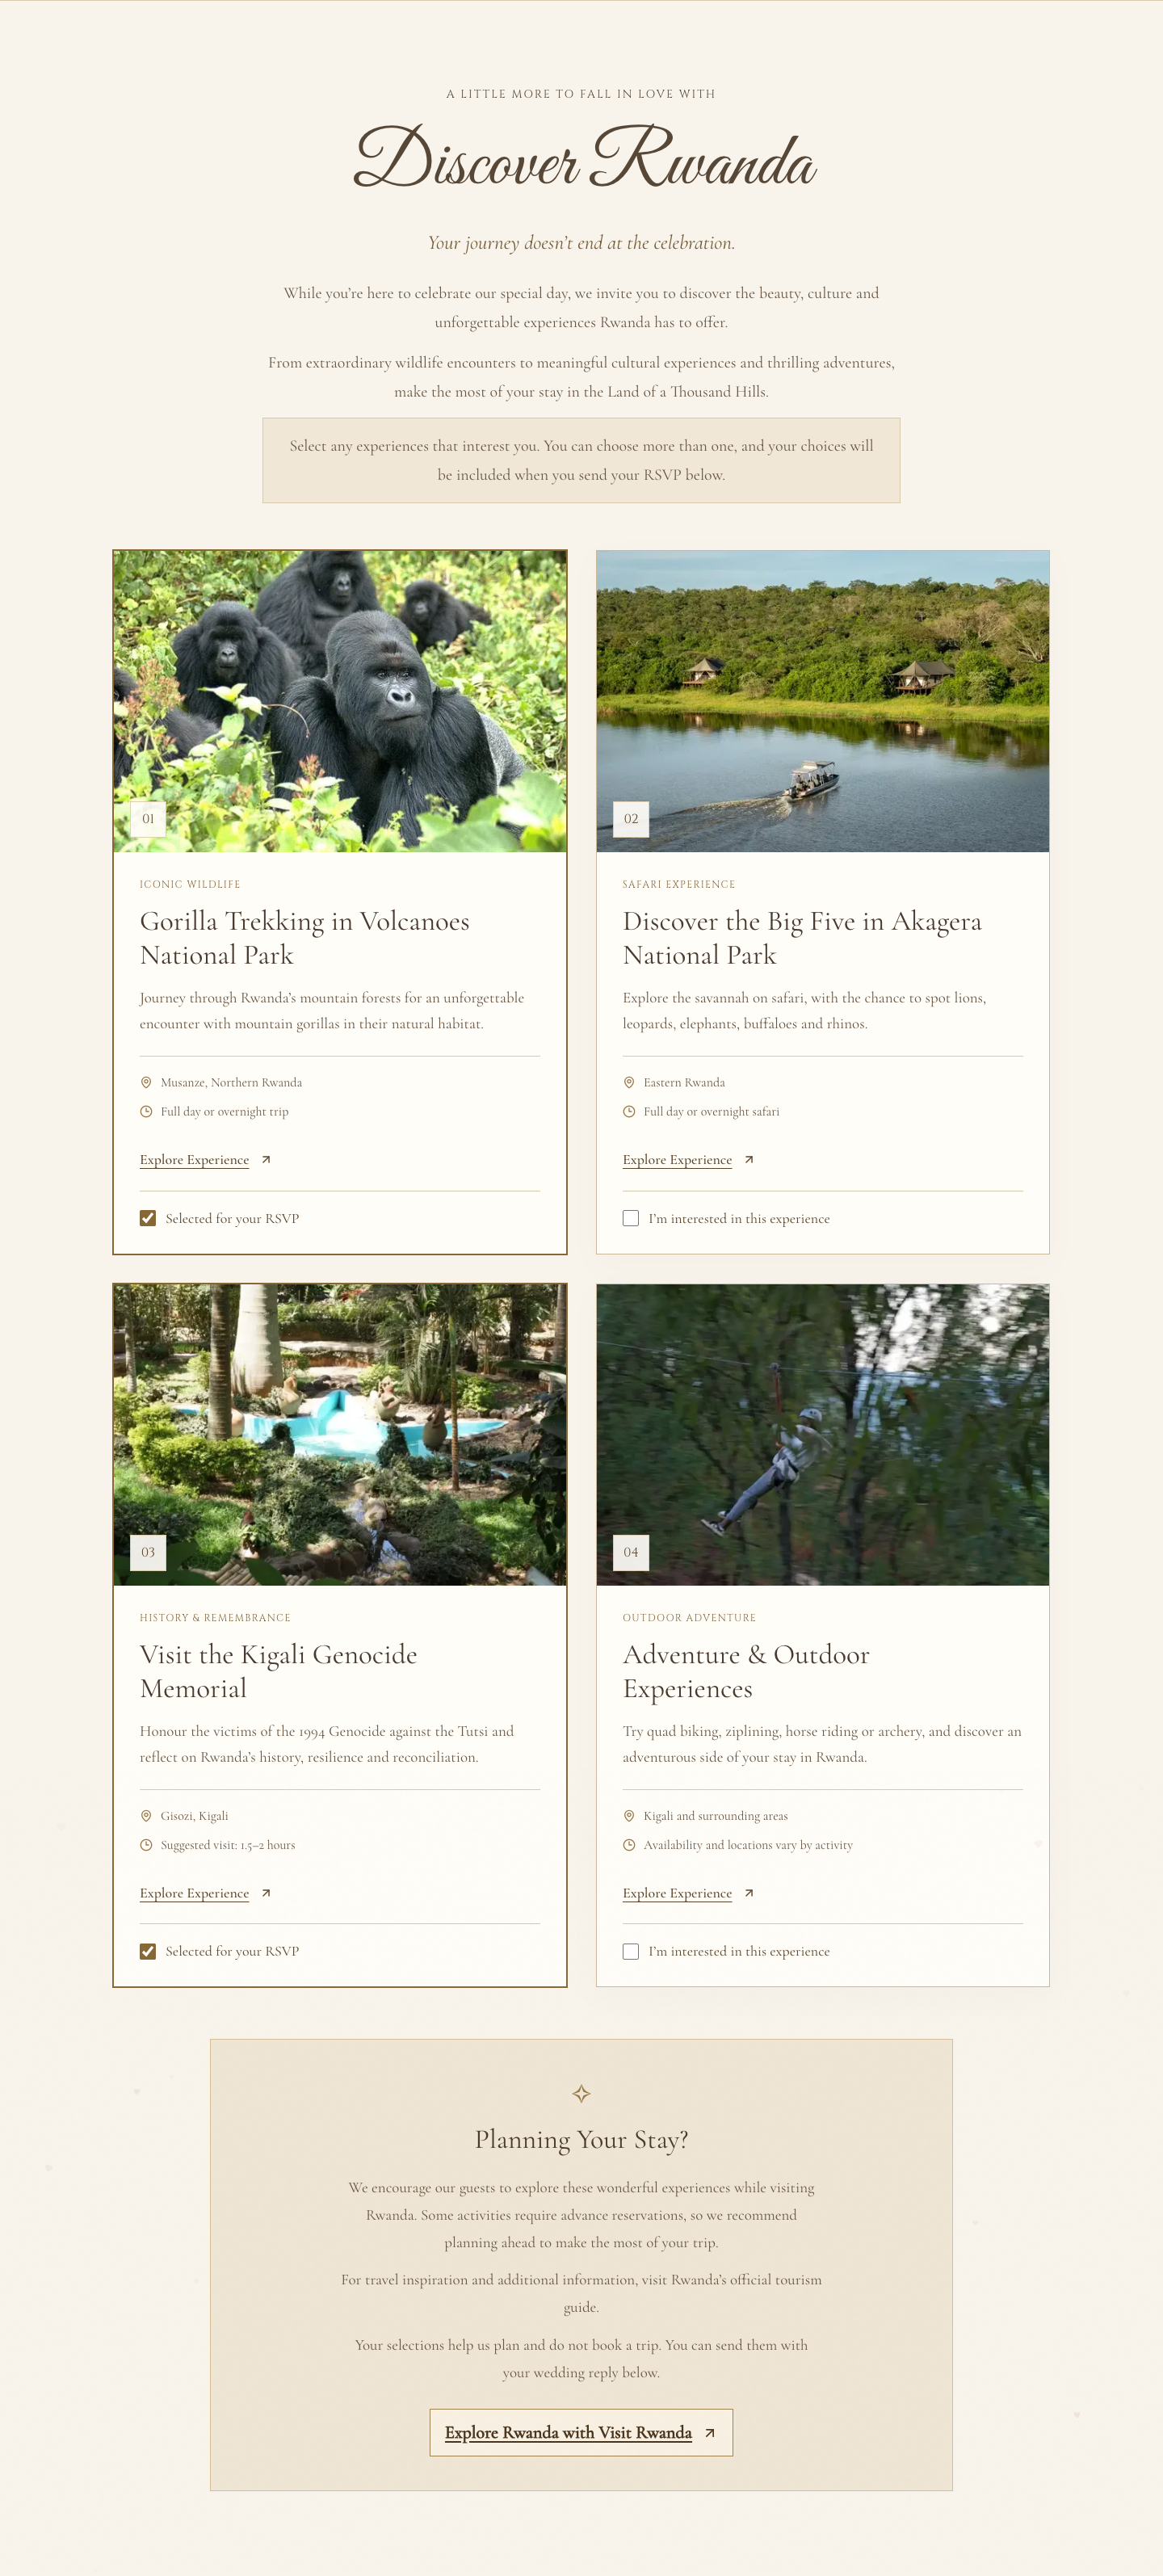 A LITTLE MORE TO FALL IN LOVE WITH
Discover Rwanda
Your journey doesn’t end at the celebration.
While you’re here to celebrate our special day, we invite you to discover the beauty, culture and
unforgettable experiences Rwanda has to offer.
From extraordinary wildlife encounters to meaningful cultural experiences and thrilling adventures,
make the most of your stay in the Land of a Thousand Hills.
Select any experiences that interest you. You can choose more than one, and your choices will
be included when you send your RSVP below.
01
ICONIC WILDLIFE
Gorilla Trekking in Volcanoes
National Park
Journey through Rwanda’s mountain forests for an unforgettable
encounter with mountain gorillas in their natural habitat.
Musanze, Northern Rwanda
Full day or overnight trip
Explore Experience
Selected for your RSVP
02
SAFARI EXPERIENCE
Discover the Big Five in Akagera
National Park
Explore the savannah on safari, with the chance to spot lions,
leopards, elephants, buffaloes and rhinos.
Eastern Rwanda
Full day or overnight safari
Explore Experience
I’m interested in this experience
03
HISTORY & REMEMBRANCE
Visit the Kigali Genocide
Memorial
Honour the victims of the 1994 Genocide against the Tutsi and
reflect on Rwanda’s history, resilience and reconciliation.
Gisozi, Kigali
Suggested visit: 1.5–2 hours
Explore Experience
Selected for your RSVP
04
OUTDOOR ADVENTURE
Adventure & Outdoor
Experiences
Try quad biking, ziplining, horse riding or archery, and discover an
adventurous side of your stay in Rwanda.
Kigali and surrounding areas
Availability and locations vary by activity
Explore Experience
I’m interested in this experience
Planning Your Stay?
We encourage our guests to explore these wonderful experiences while visiting
Rwanda. Some activities require advance reservations, so we recommend
planning ahead to make the most of your trip.
For travel inspiration and additional information, visit Rwanda’s official tourism
guide.
Your selections help us plan and do not book a trip. You can send them with
your wedding reply below.
Explore Rwanda with Visit Rwanda